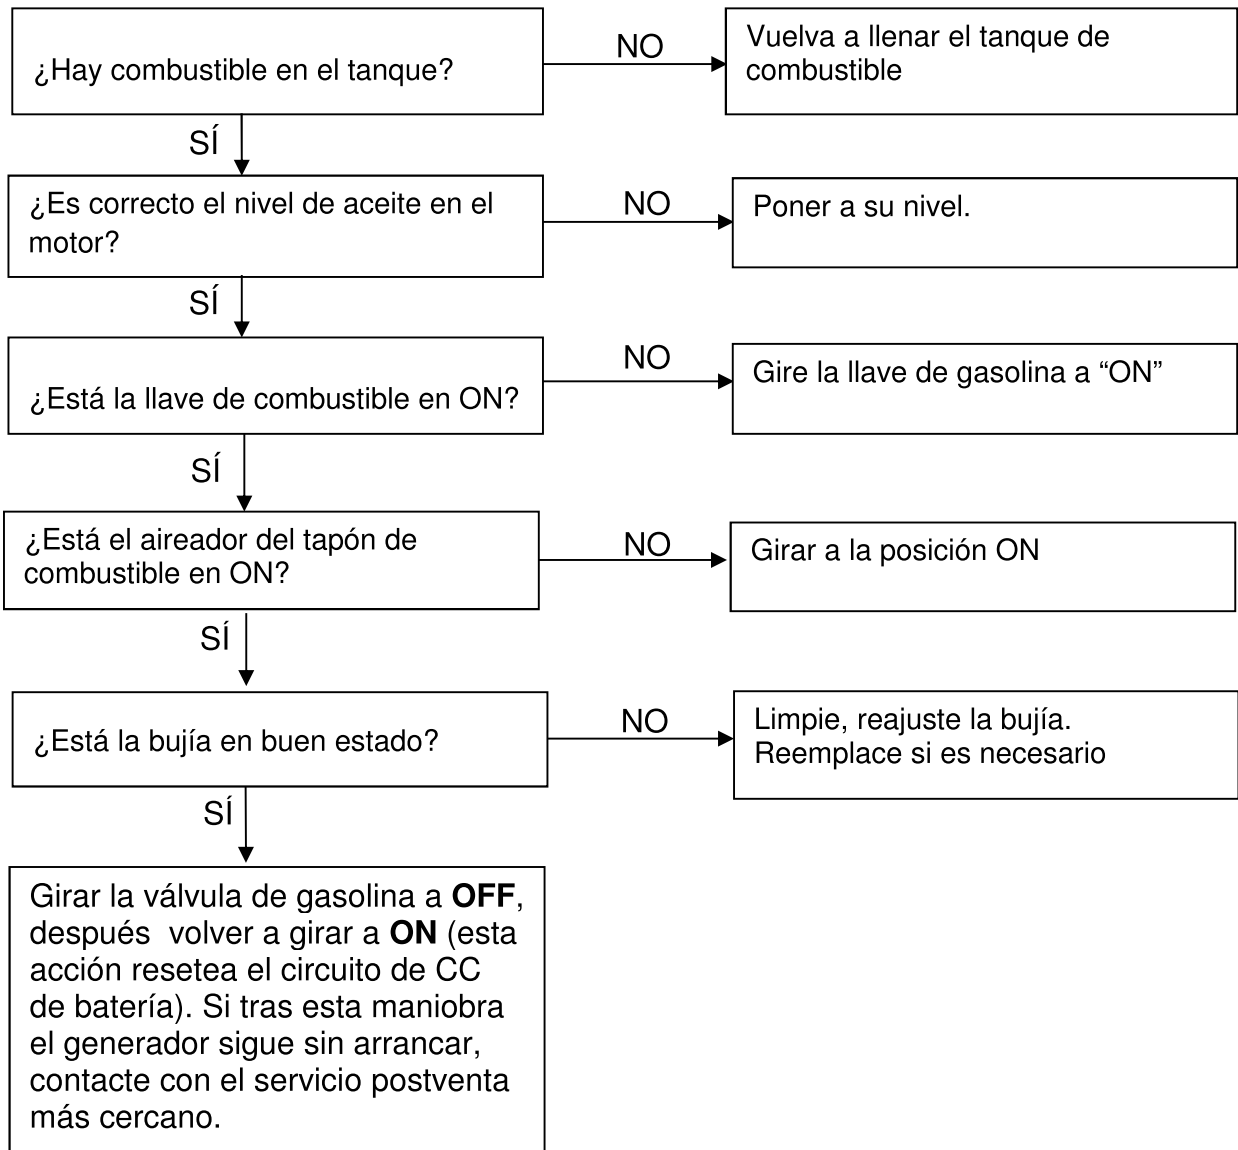 ¿Hay combustible en el tanque?
NO
Vuelva a llenar el tanque de
combustible
SÍ
¿Es correcto el nivel de aceite en el
motor?
NO
Poner a su nivel.
SÍ
¿Está la llave de combustible en ON?
NO
Gire la llave de gasolina a “ON”
SÍ
¿Está el aireador del tapón de
combustible en ON?
NO
Girar a la posición ON
SÍ
¿Está la bujía en buen estado?
NO
Limpie, reajuste la bujía.
Reemplace si es necesario
SÍ
Girar la válvula de gasolina a OFF,
después volver a girar a ON (esta
acción resetea el circuito de CC
de batería). Si tras esta maniobra
el generador sigue sin arrancar,
contacte con el servicio postventa
más cercano.